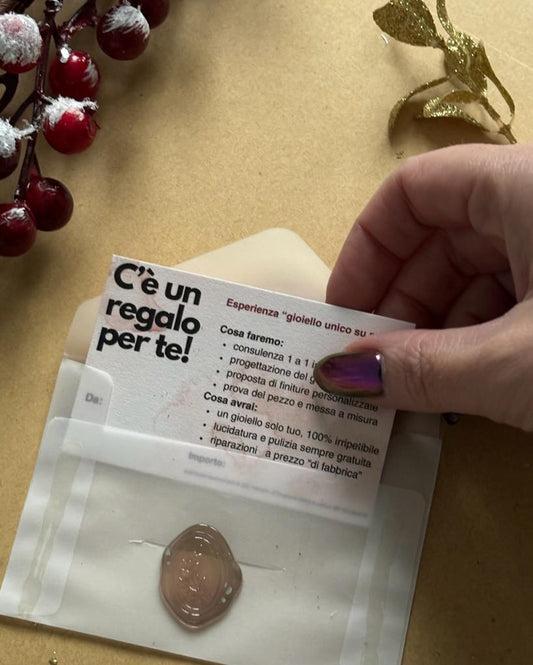 C'è un
regalo
per te!
Esperienza "gioiello unico su
Cosa faremo:
• consulenza 1 a 1
• progettazione del
• proposta di finiture personalizzate
• prova del pezzo e messa a misura
Cosa avrai:
• un gioiello solo tuo, 100% irripetibile
• lucidatura e pulizia sempre gratuita
• riparazioni a prezzo "di fabbrica"
Da:
Importo: